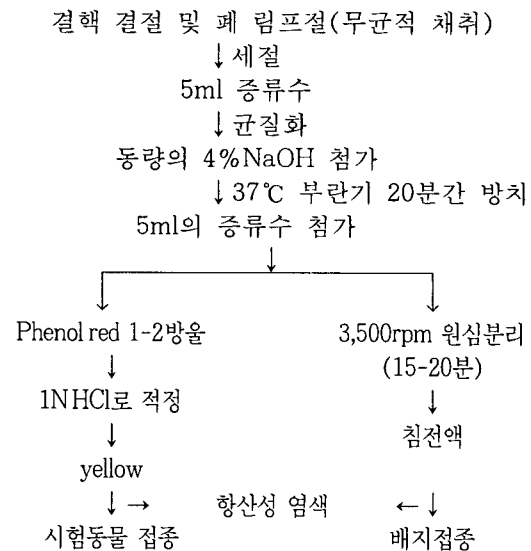 결핵 결절 및 폐 림프절(무균적 채취)
↓세절
5ml 증류수
↓균질화
동량의 4%NaOH 첨가
↓37℃ 부란기 20분간 방치
5ml의 증류수 첨가
↓
Phenol red 1-2방울
3,500rpm 원심분리
(15-20분)
↓
1N HCl로 적정
↓
침전액
↓
yellow
↓ → 항산성 염색 ← ↓
시험동물 접종
배지접종